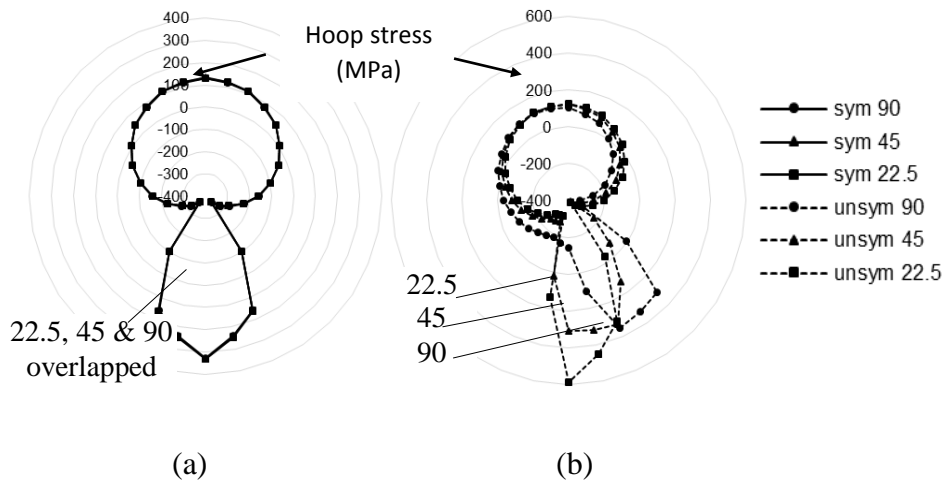 400
300
200
100
0
-100
-200
-300
-400
Hoop stress
(MPa)
22.5, 45 & 90
overlapped
(a)
600
400
200
0
-200
-400
22.5
45
90
(b)
sym 90
sym 45
sym 22.5
unsym 90
unsym 45
unsym 22.5